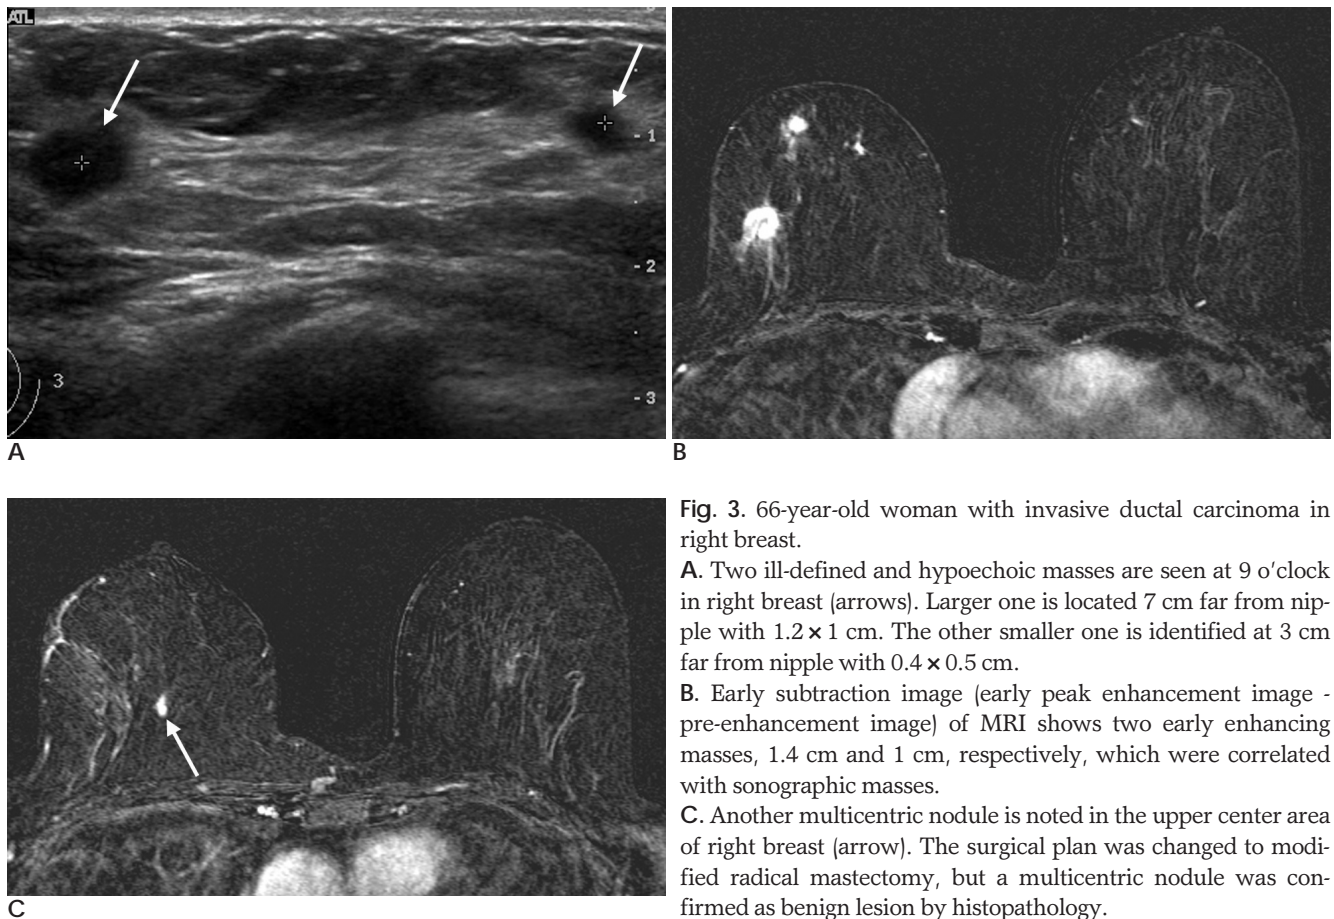 ATL
- 1
- 2
3
- 3
A
B
Fig. 3. 66-year-old woman with invasive ductal carcinoma in
right breast.
A. Two ill-defined and hypoechoic masses are seen at 9 o'clock
in right breast (arrows). Larger one is located 7 cm far from nip-
ple with 1.2 × 1 cm. The other smaller one is identified at 3 cm
far from nipple with 0.4 × 0.5 cm.
B. Early subtraction image (early peak enhancement image -
pre-enhancement image) of MRI shows two early enhancing
masses, 1.4 cm and 1 cm, respectively, which were correlated
with sonographic masses.
C. Another multicentric nodule is noted in the upper center area
of right breast (arrow). The surgical plan was changed to modi-
fied radical mastectomy, but a multicentric nodule was con-
firmed as benign lesion by histopathology.
C